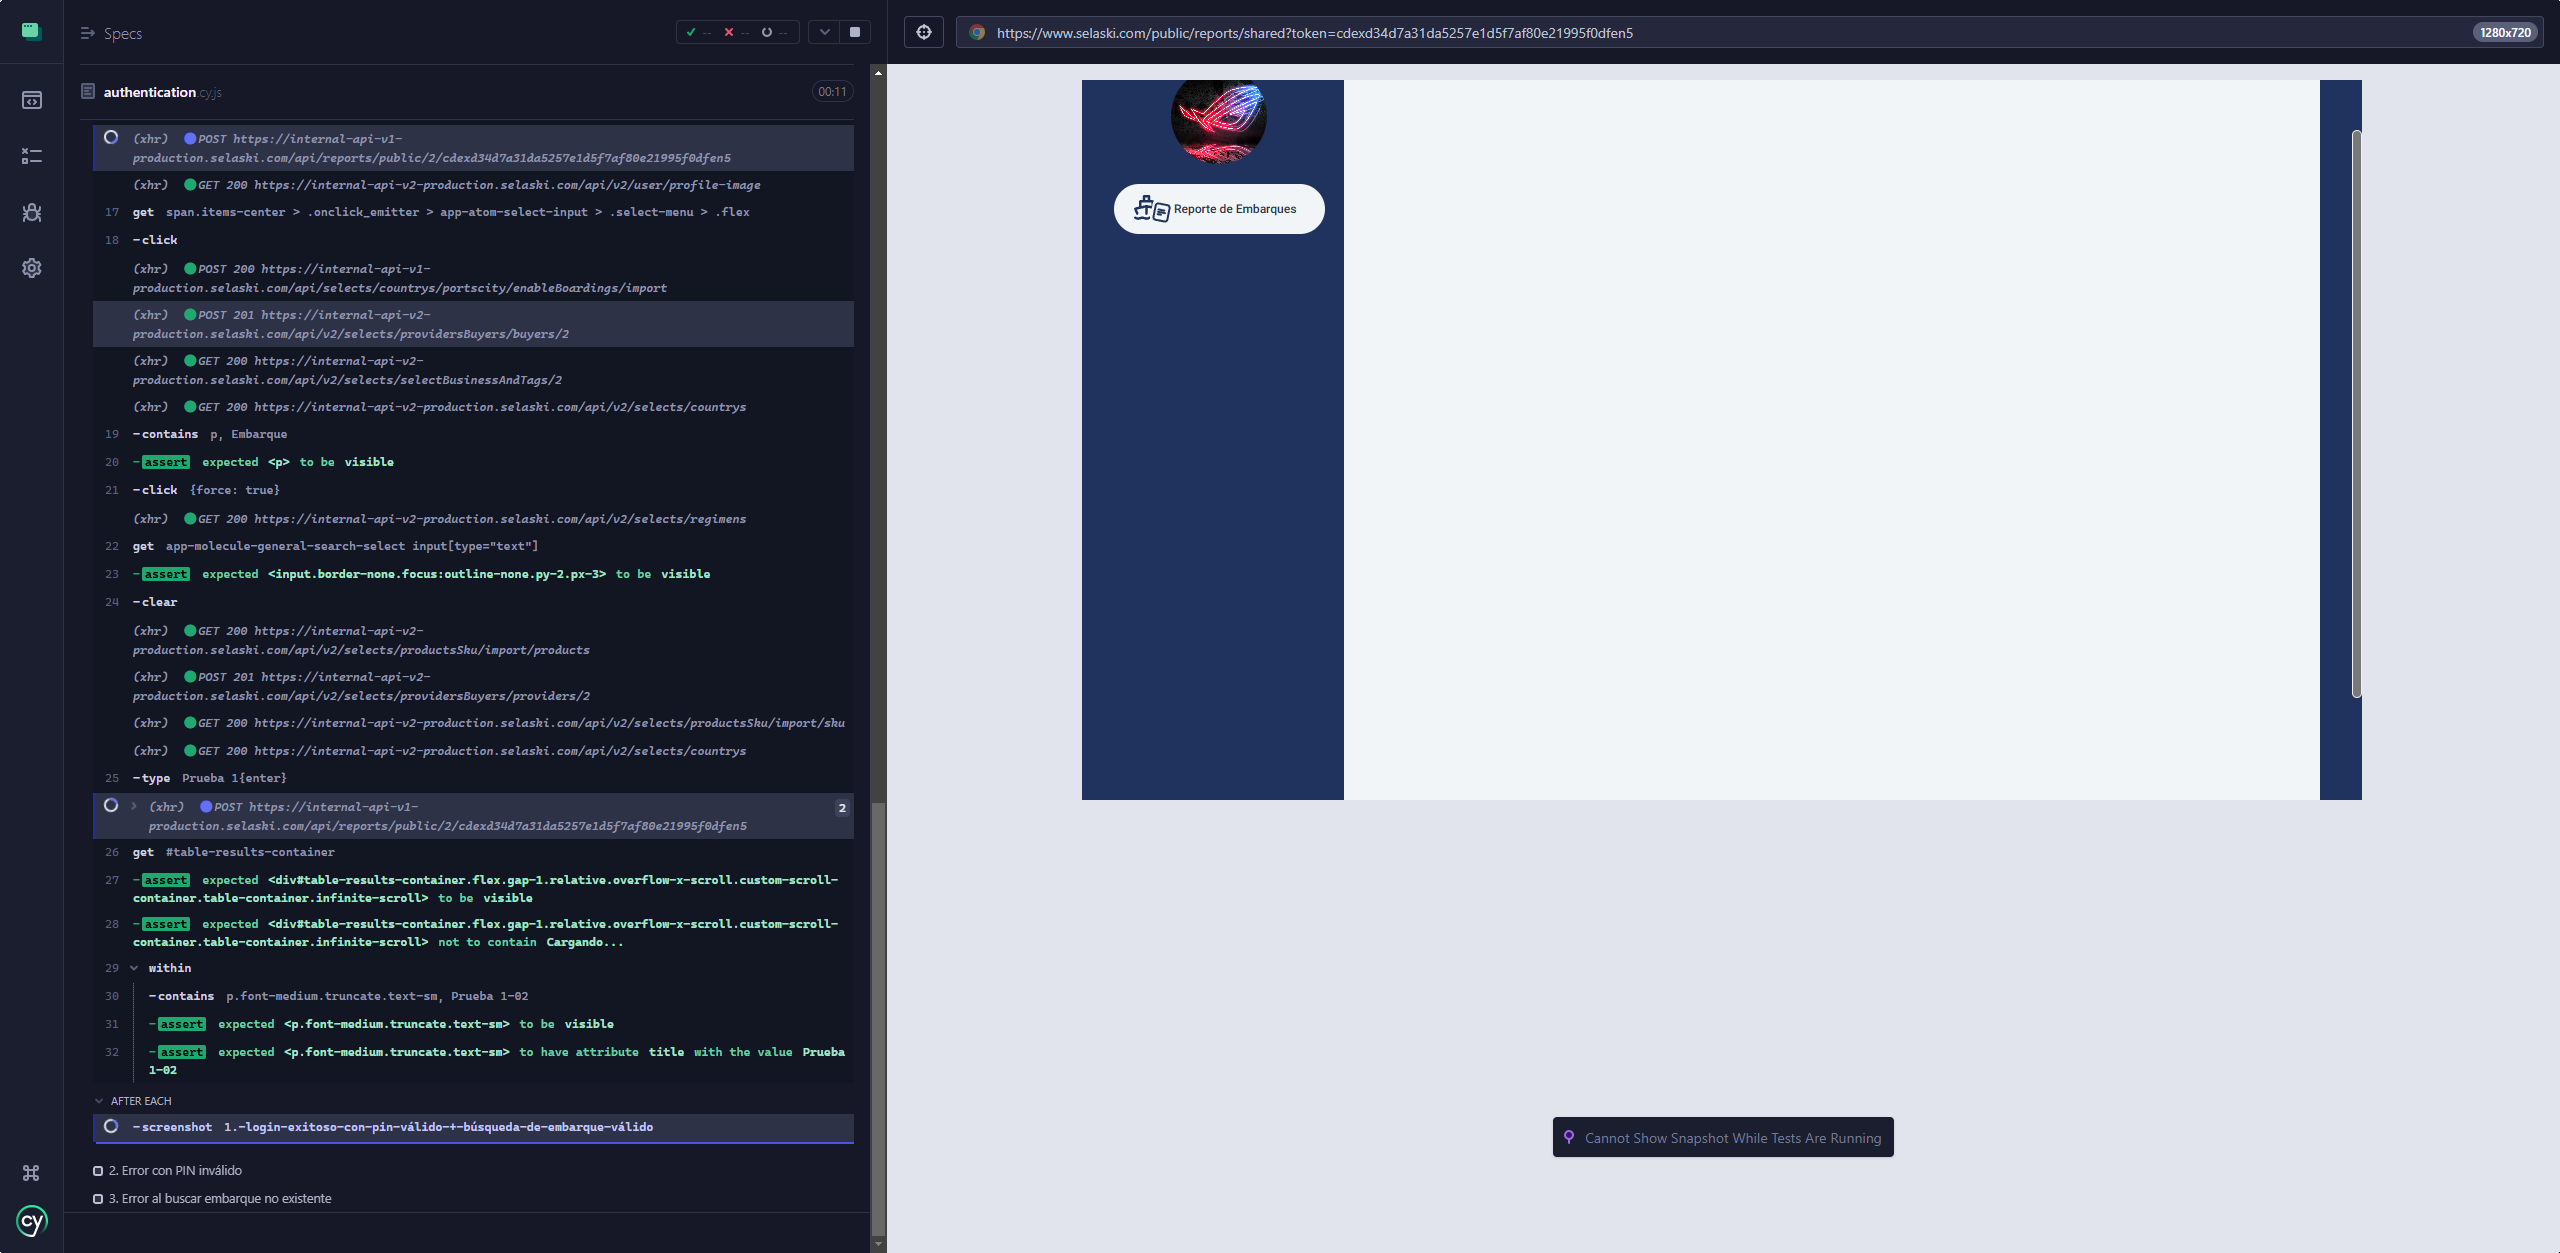 Specs
✓ -- ✗ -- --
authentication.cy.js 00:11
(xhr) POST https://internal-api-v1-
production.selaski.com/api/reports/public/2/cdexd34d7a31da5257e1d5f7af80e21995f0dfen5
(xhr) GET 200 https://internal-api-v2-production.selaski.com/api/v2/user/profile-image
17 get span.items-center > .onclick_emitter > app-atom-select-input > .select-menu > .flex
18 -click
(xhr) POST 200 https://internal-api-v1-
production.selaski.com/api/selects/countrys/portscity/enableBoardings/import
(xhr) POST 201 https://internal-api-v2-
production.selaski.com/api/v2/selects/providersBuyers/buyers/2
(xhr) GET 200 https://internal-api-v2-
production.selaski.com/api/v2/selects/selectBusinessAndTags/2
(xhr) GET 200 https://internal-api-v2-production.selaski.com/api/v2/selects/countrys
19 -contains p, Embarque
20 -assert expected <p> to be visible
21 -click {force: true}
(xhr) GET 200 https://internal-api-v2-production.selaski.com/api/v2/selects/regimens
22 get app-molecule-general-search-select input[type="text"]
23 -assert expected <input.border-none.focus:outline-none.py-2.px-3> to be visible
24 -clear
(xhr) GET 200 https://internal-api-v2-
production.selaski.com/api/v2/selects/productsSku/import/products
(xhr) POST 201 https://internal-api-v2-
production.selaski.com/api/v2/selects/providersBuyers/providers/2
(xhr) GET 200 https://internal-api-v2-production.selaski.com/api/v2/selects/productsSku/import/sku
(xhr) GET 200 https://internal-api-v2-production.selaski.com/api/v2/selects/countrys
25 -type Prueba 1{enter}
(xhr) POST https://internal-api-v1- 2
production.selaski.com/api/reports/public/2/cdexd34d7a31da5257e1d5f7af80e21995f0dfen5
26 get #table-results-container
27 -assert expected <div#table-results-container.flex.gap-1.relative.overflow-x-scroll.custom-scroll-
container.table-container.infinite-scroll> to be visible
28 -assert expected <div#table-results-container.flex.gap-1.relative.overflow-x-scroll.custom-scroll-
container.table-container.infinite-scroll> not to contain Cargando...
29 within
30 -contains p.font-medium.truncate.text-sm, Prueba 1-02
31 -assert expected <p.font-medium.truncate.text-sm> to be visible
32 -assert expected <p.font-medium.truncate.text-sm> to have attribute title with the value Prueba
1-02
AFTER EACH
-screenshot 1.-login-exitoso-con-pin-válido-+-búsqueda-de-embarque-válido
2. Error con PIN inválido
3. Error al buscar embarque no existente
cy
https://www.selaski.com/public/reports/shared?token=cdexd34d7a31da5257e1d5f7af80e21995f0dfen5
1280x720
Reporte de Embarques
Cannot Show Snapshot While Tests Are Running